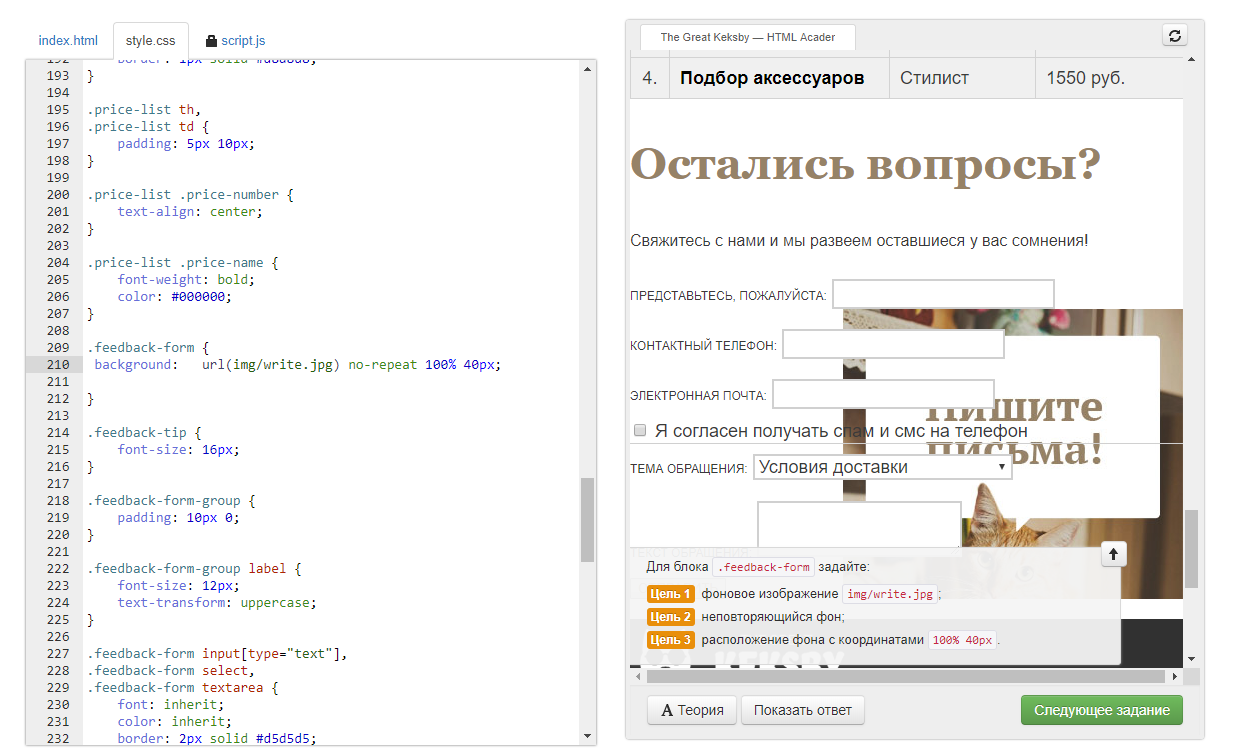 index.html
style.css
script.js
192 border: 1px solid #d8d8d8;
193 }
194
195 .price-list th,
196 .price-list td {
197 padding: 5px 10px;
198 }
199
200 .price-list .price-number {
201 text-align: center;
202 }
203
204 .price-list .price-name {
205 font-weight: bold;
206 color: #000000;
207 }
208
209 .feedback-form {
210 background: url(img/write.jpg) no-repeat 100% 40px;
211
212 }
213
214 .feedback-tip {
215 font-size: 16px;
216 }
217
218 .feedback-form-group {
219 padding: 10px 0;
220 }
221
222 .feedback-form-group label {
223 font-size: 12px;
224 text-transform: uppercase;
225 }
226
227 .feedback-form input[type="text"],
228 .feedback-form select,
229 .feedback-form textarea {
230 font: inherit;
231 color: inherit;
232 border: 2px solid #d5d5d5;
The Great Keksby — HTML Acader
4. Подбор аксессуаров Стилист 1550 руб.
Остались вопросы?
Свяжитесь с нами и мы развеем оставшиеся у вас сомнения!
ПРЕДСТАВЬТЕСЬ, ПОЖАЛУЙСТА:
КОНТАКТНЫЙ ТЕЛЕФОН:
ЭЛЕКТРОННАЯ ПОЧТА:
Пишите
Я согласен получать спам и смс на телефон
письма!
ТЕМА ОБРАЩЕНИЯ: Условия доставки
ТЕКСТ ОБРАЩЕНИЯ:
Для блока .feedback-form задайте:
Цель 1 фоновое изображение img/write.jpg;
Цель 2 неповторяющийся фон;
Цель 3 расположение фона с координатами 100% 40px.
KEKSBY
Теория
Показать ответ
Следующее задание